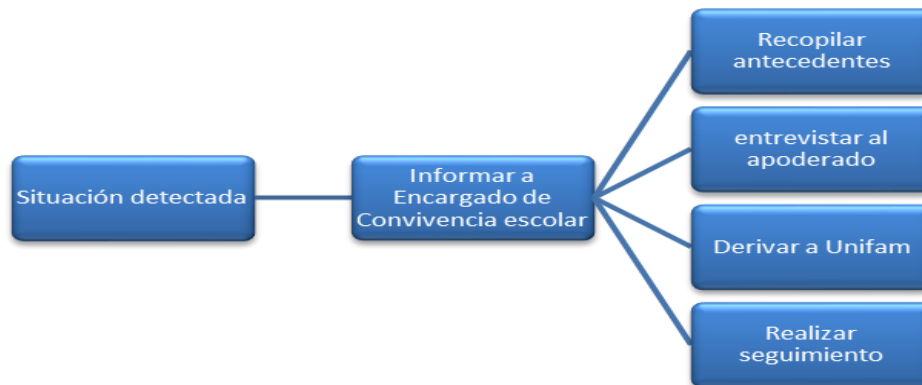 Situación detectada
Informar a
Encargado de
Convivencia escolar
Recopilar
antecedentes
entrevistar al
apoderado
Derivar a Unifam
Realizar
seguimiento